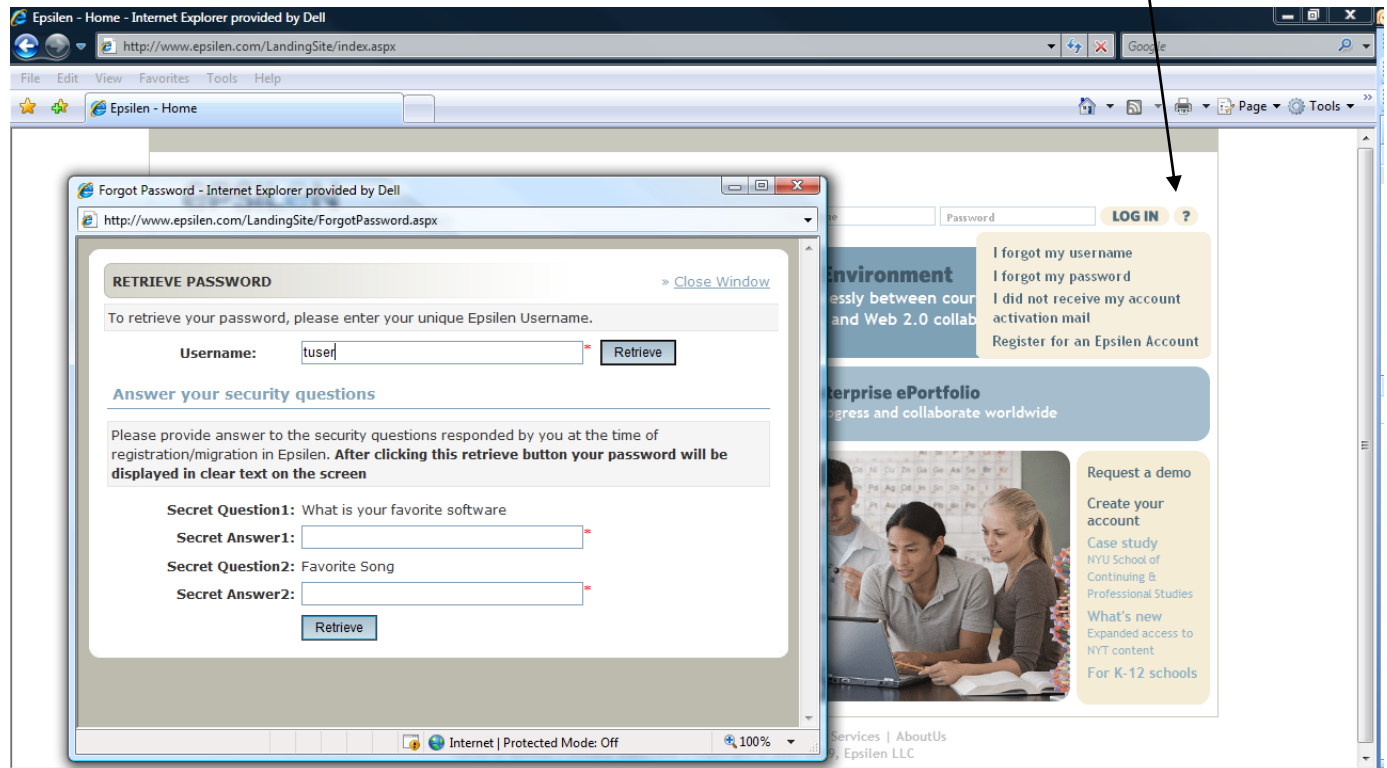 Epsilen - Home - Internet Explorer provided by Dell
http://www.epsilen.com/LandingSite/index.aspx
Google
File Edit View Favorites Tools Help
Epsilen - Home
Page Tools
Forgot Password - Internet Explorer provided by Dell
http://www.epsilen.com/LandingSite/ForgotPassword.aspx
RETRIEVE PASSWORD
» Close Window
To retrieve your password, please enter your unique Epsilen Username.
Username: tuser * Retrieve
Answer your security questions
Please provide answer to the security questions responded by you at the time of
registration/migration in Epsilen. After clicking this retrieve button your password will be
displayed in clear text on the screen
Secret Question1: What is your favorite software
Secret Answer1: *
Secret Question2: Favorite Song
Secret Answer2: *
Retrieve
Internet | Protected Mode: Off
100%
Password LOG IN ?
I forgot my username
I forgot my password
I did not receive my account
activation mail
Register for an Epsilen Account
Environment
between
and Web 2.0
ePortfolio
and collaborate worldwide
Request a demo
Create your
account
Case study
NYU School of
Continuing &
Professional Studies
What's new
Expanded access to
NYT content
For K-12 schools
Services | AboutUs
9, Epsilen LLC